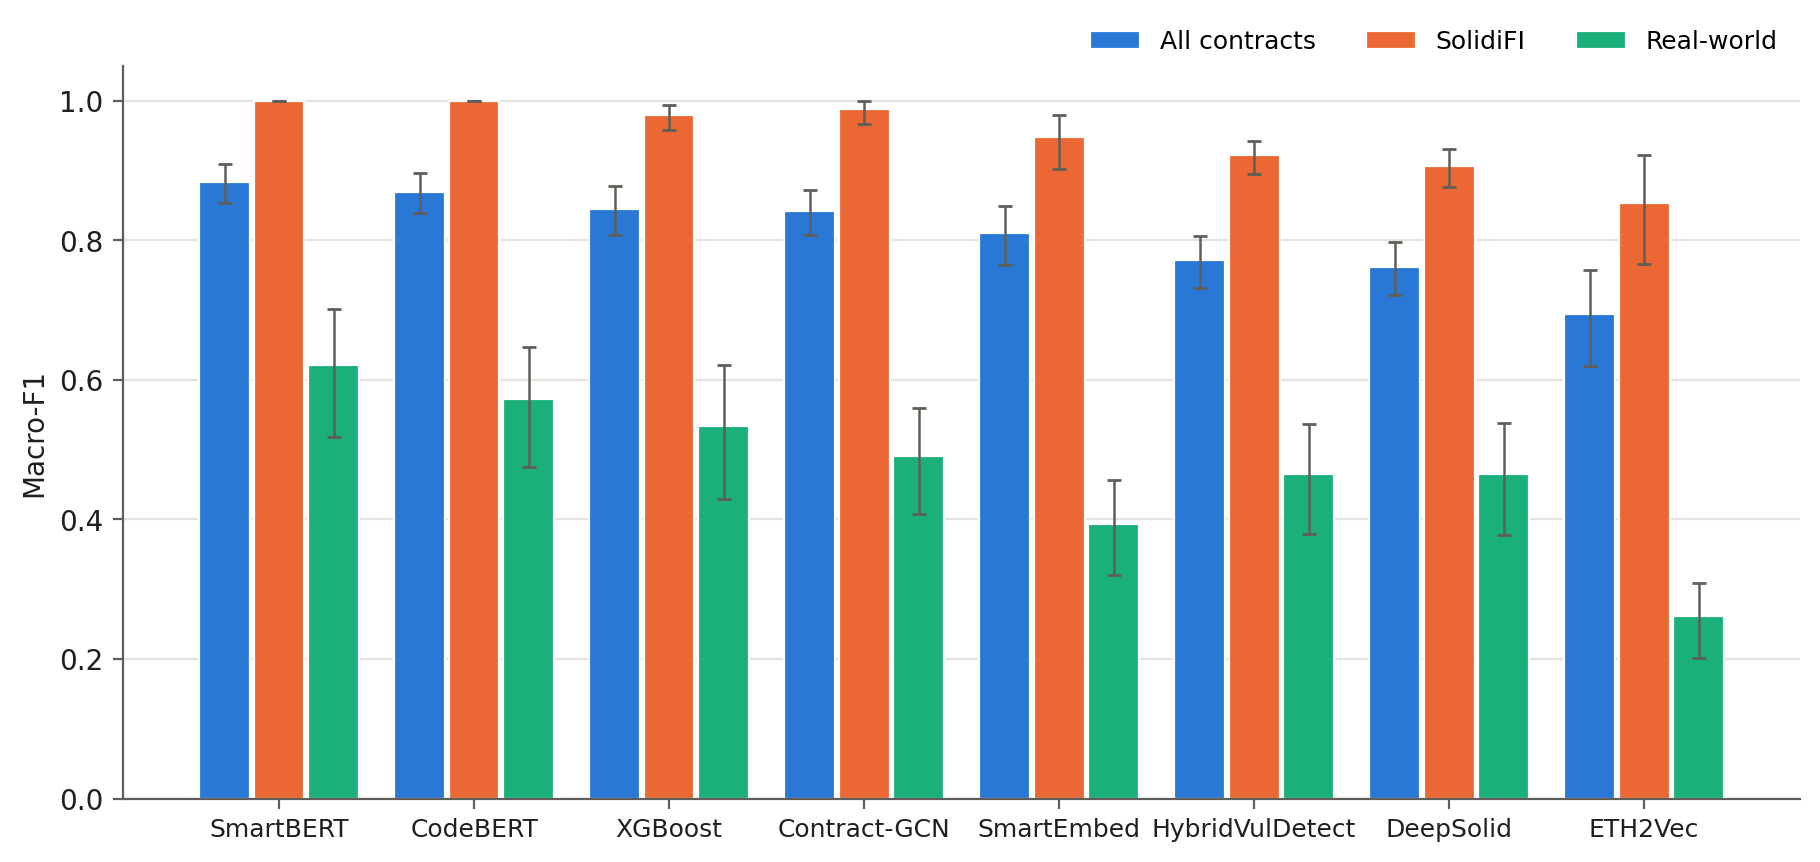 All contracts SolidiFI Real-world
Macro-F1
1.0
0.8
0.6
0.4
0.2
0.0
SmartBERT CodeBERT XGBoost Contract-GCN SmartEmbed HybridVulDetect DeepSolid ETH2Vec